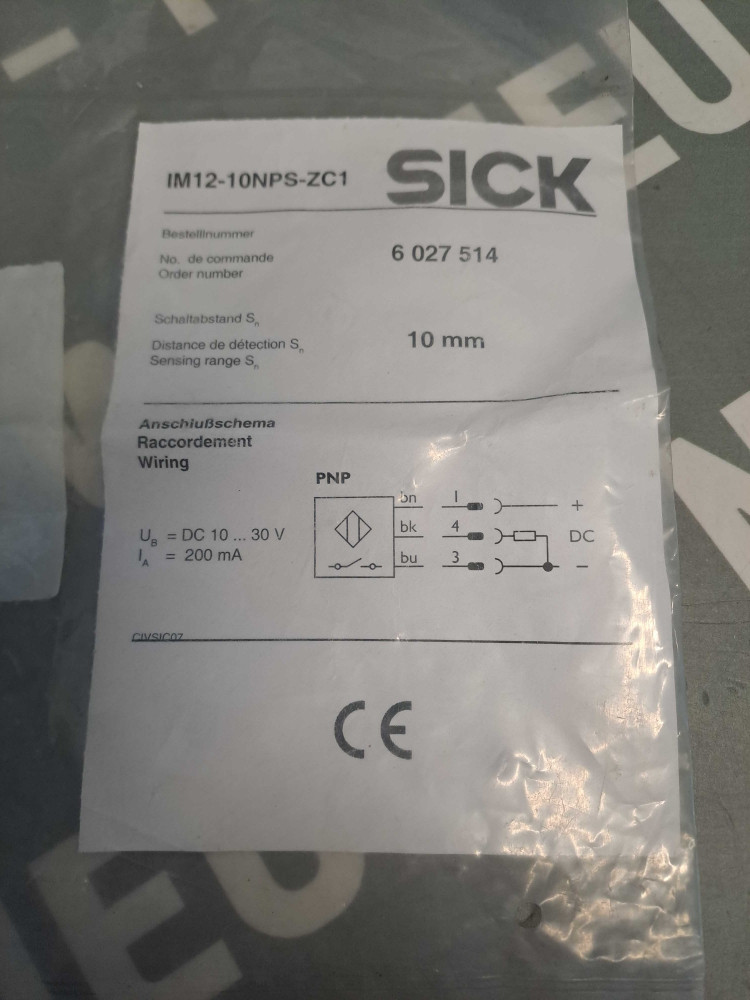 IM12-10NPS-ZC1 SICK
Bestellnummer
No. de commande 6 027 514
Order number
Schaltabstand Sn
Distance de détection Sn 10 mm
Sensing range Sn
Anschlußschema
Raccordement
Wiring
PNP
bn 1 +
UB = DC 10 ... 30 V bk 4 DC
IA = 200 mA bu 3 –
CIVSIC07
CE